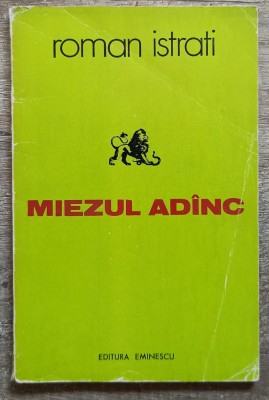 roman istrati
MIEZUL ADÎNC
EDITURA EMINESCU